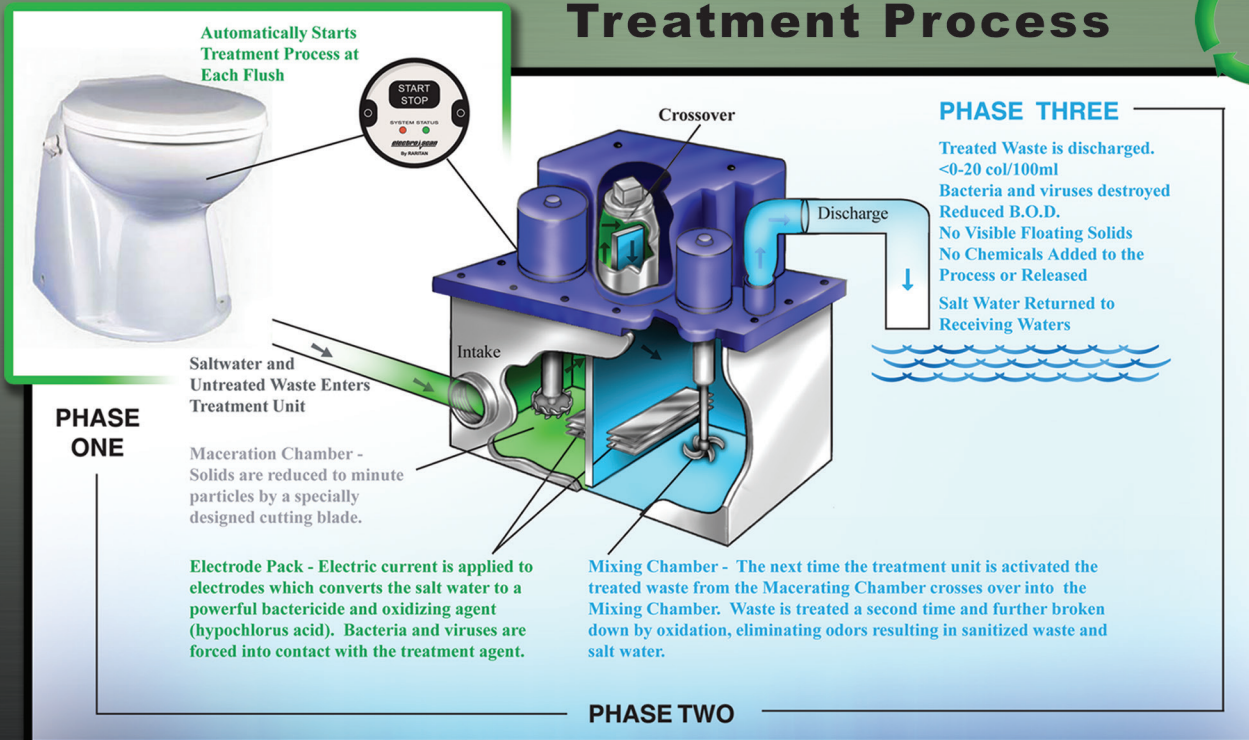 Treatment Process
Automatically Starts
Treatment Process at
Each Flush
START
STOP
SYSTEM STATUS
electro scan
By RARITAN
Crossover
Discharge
Intake
PHASE THREE
Treated Waste is discharged.
<0-20 col/100ml
Bacteria and viruses destroyed
Reduced B.O.D.
No Visible Floating Solids
No Chemicals Added to the
Process or Released
Salt Water Returned to
Receiving Waters
PHASE
ONE
Saltwater and
Untreated Waste Enters
Treatment Unit
Maceration Chamber -
Solids are reduced to minute
particles by a specially
designed cutting blade.
Electrode Pack - Electric current is applied to
electrodes which converts the salt water to a
powerful bactericide and oxidizing agent
(hypochlorus acid).  Bacteria and viruses are
forced into contact with the treatment agent.
Mixing Chamber -  The next time the treatment unit is activated the
treated waste from the Macerating Chamber crosses over into  the
Mixing Chamber.  Waste is treated a second time and further broken
down by oxidation, eliminating odors resulting in sanitized waste and
salt water.
PHASE TWO